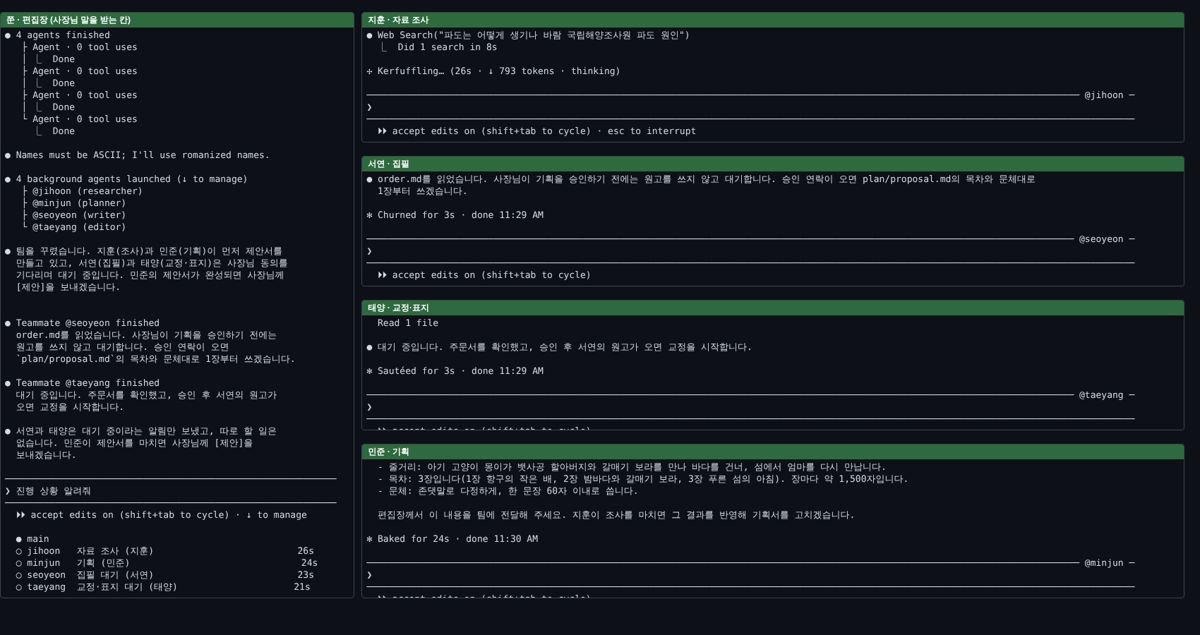 쭌 · 편집장 (사장님 말을 받는 칸)
● 4 agents finished
├ Agent · 0 tool uses
│ ⎿ Done
├ Agent · 0 tool uses
│ ⎿ Done
├ Agent · 0 tool uses
│ ⎿ Done
└ Agent · 0 tool uses
⎿ Done
● Names must be ASCII; I'll use romanized names.
● 4 background agents launched (↓ to manage)
├ @jihoon (researcher)
├ @minjun (planner)
├ @seoyeon (writer)
└ @taeyang (editor)
● 팀을 꾸렸습니다. 지훈(조사)과 민준(기획)이 먼저 제안서를
만들고 있고, 서연(집필)과 태양(교정·표지)은 사장님 동의를
기다리며 대기 중입니다. 민준의 제안서가 완성되면 사장님께
[제안]을 보내겠습니다.
● Teammate @seoyeon finished
order.md를 읽었습니다. 사장님이 기획을 승인하기 전에는
원고를 쓰지 않고 대기합니다. 승인 연락이 오면
`plan/proposal.md`의 목차와 문체대로 1장부터 쓰겠습니다.
● Teammate @taeyang finished
대기 중입니다. 주문서를 확인했고, 승인 후 서연의 원고가
오면 교정을 시작합니다.
● 서연과 태양은 대기 중이라는 알림만 보냈고, 따로 할 일은
없습니다. 민준이 제안서를 마치면 사장님께 [제안]을
보내겠습니다.
❯ 진행 상황 알려줘
⏵⏵ accept edits on (shift+tab to cycle) · ↓ to manage
● main
○ jihoon 자료 조사 (지훈) 26s
○ minjun 기획 (민준) 24s
○ seoyeon 집필 대기 (서연) 23s
○ taeyang 교정·표지 대기 (태양) 21s
지훈 · 자료 조사
● Web Search("파도는 어떻게 생기나 바람 국립해양조사원 파도 원인")
⎿ Did 1 search in 8s
✢ Kerfuffling… (26s · ↓ 793 tokens · thinking)
@jihoon
❯
⏵⏵ accept edits on (shift+tab to cycle) · esc to interrupt
서연 · 집필
● order.md를 읽었습니다. 사장님이 기획을 승인하기 전에는 원고를 쓰지 않고 대기합니다. 승인 연락이 오면 plan/proposal.md의 목차와 문체대로
1장부터 쓰겠습니다.
✻ Churned for 3s · done 11:29 AM
@seoyeon
❯
⏵⏵ accept edits on (shift+tab to cycle)
태양 · 교정·표지
Read 1 file
● 대기 중입니다. 주문서를 확인했고, 승인 후 서연의 원고가 오면 교정을 시작합니다.
✻ Sautéed for 3s · done 11:29 AM
@taeyang
❯
⏵⏵ accept edits on (shift+tab to cycle)
민준 · 기획
- 줄거리: 아기 고양이 몽이가 뱃사공 할아버지와 갈매기 보라를 만나 바다를 건너, 섬에서 엄마를 다시 만납니다.
- 목차: 3장입니다(1장 항구의 작은 배, 2장 밤바다와 갈매기 보라, 3장 푸른 섬의 아침). 장마다 약 1,500자입니다.
- 문체: 존댓말로 다정하게, 한 문장 60자 이내로 씁니다.
편집장께서 이 내용을 팀에 전달해 주세요. 지훈이 조사를 마치면 그 결과를 반영해 기획서를 고치겠습니다.
✻ Baked for 24s · done 11:30 AM
@minjun
❯
⏵⏵ accept edits on (shift+tab to cycle)